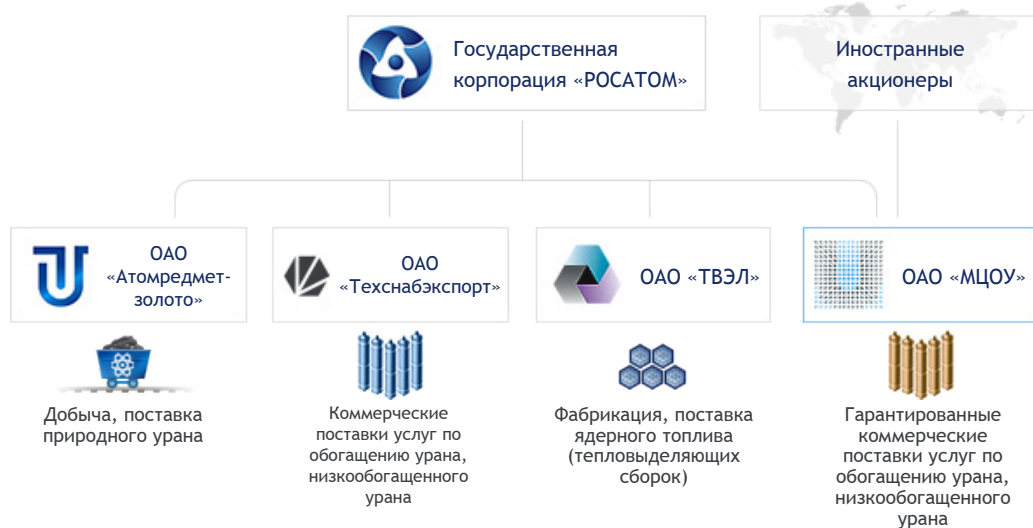 Государственная
корпорация «РОСАТОМ»
Иностранные
акционеры
ОАО
«Атомредмет-
золото»
ОАО
«Техснабэкспорт»
ОАО «ТВЭЛ»
ОАО «МЦОУ»
Добыча, поставка
природного урана
Коммерческие
поставки услуг по
обогащению урана,
низкообогащенного
урана
Фабрикация, поставка
ядерного топлива
(тепловыделяющих
сборок)
Гарантированные
коммерческие
поставки услуг по
обогащению урана,
низкообогащенного
урана